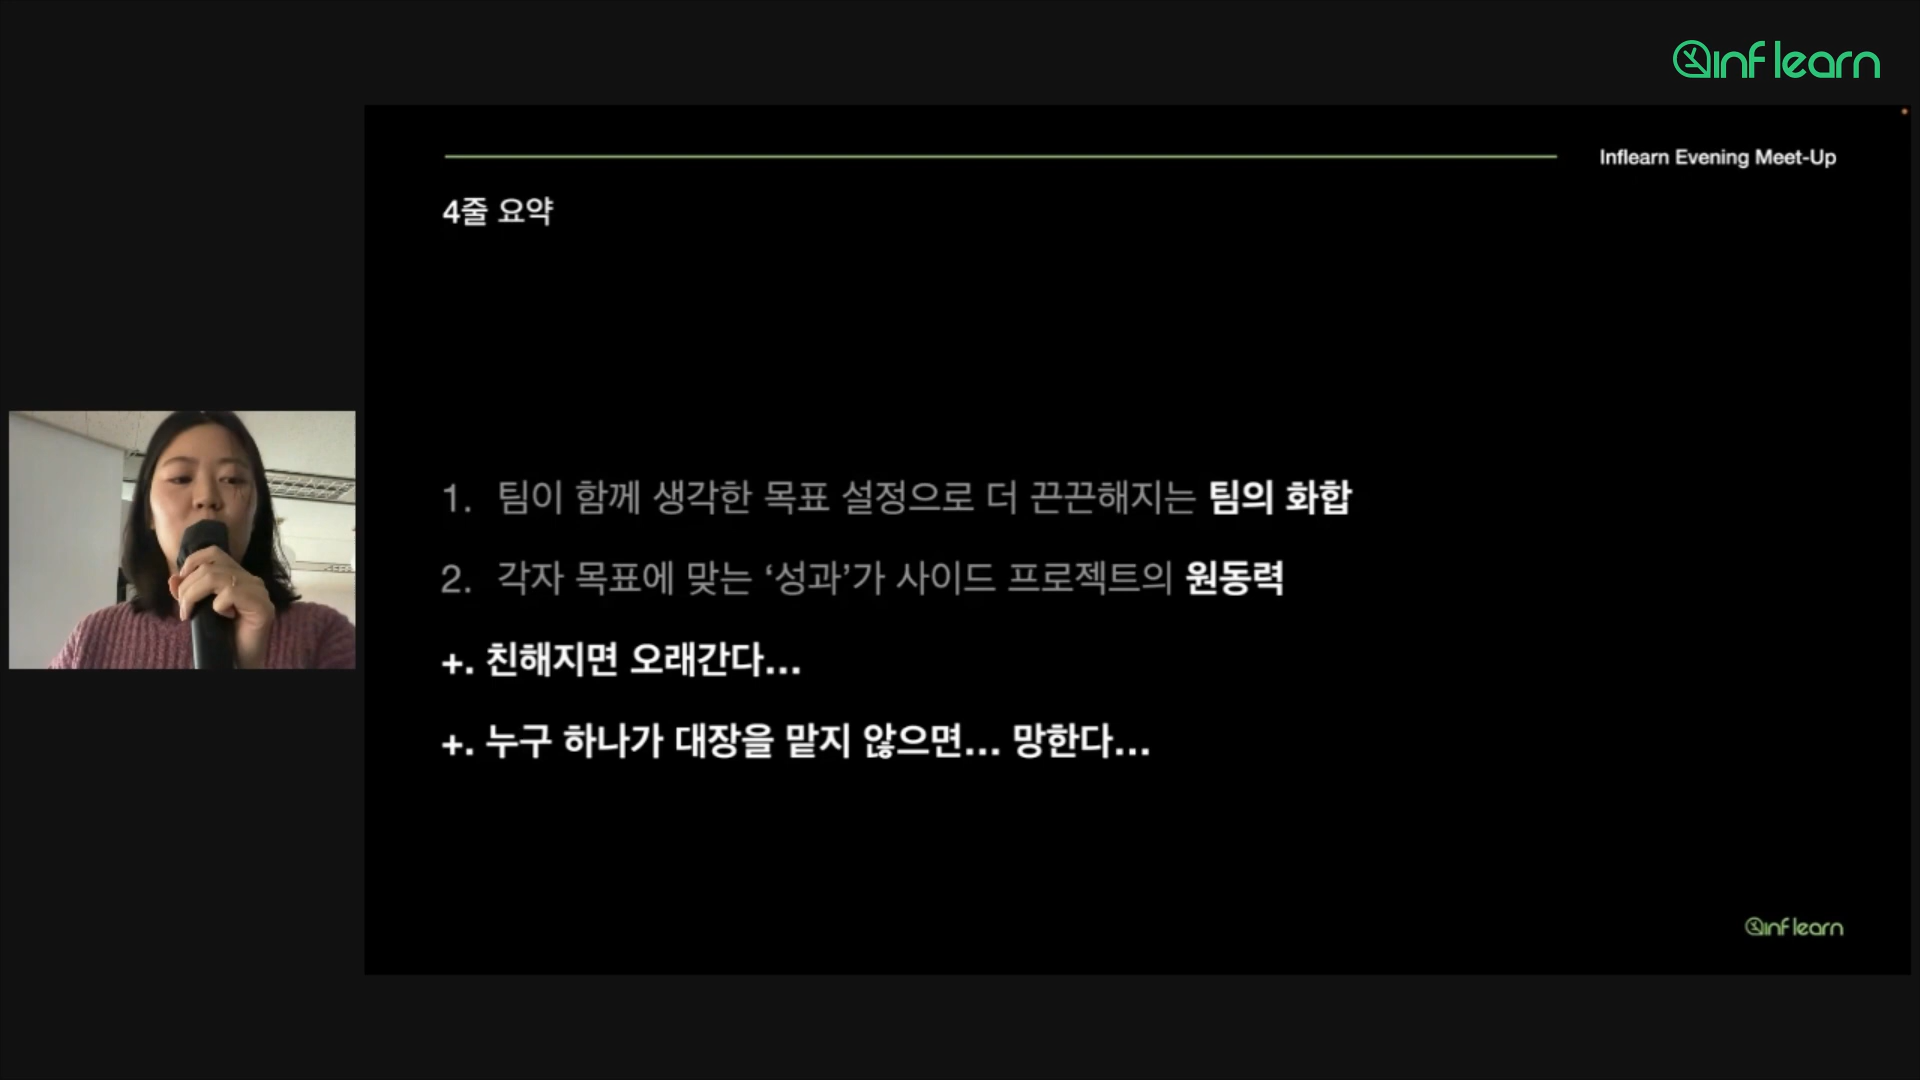 inflearn
Inflearn Evening Meet-Up
4줄 요약
1. 팀이 함께 생각한 목표 설정으로 더 끈끈해지는 팀의 화합
2. 각자 목표에 맞는 ‘성과’가 사이드 프로젝트의 원동력
+. 친해지면 오래간다...
+. 누구 하나가 대장을 맡지 않으면... 망한다...
inflearn